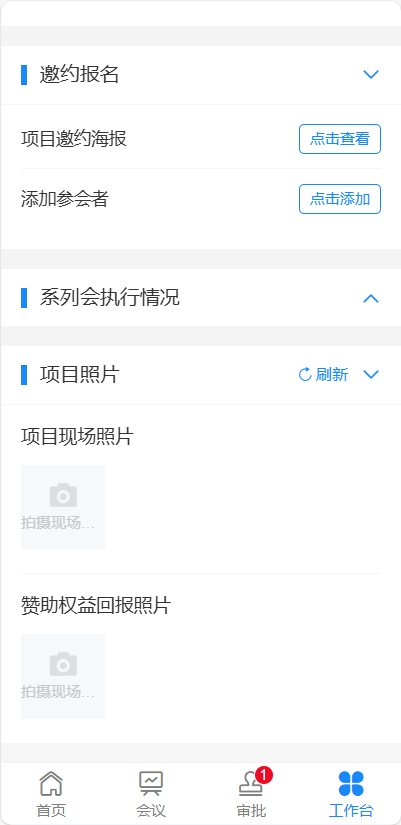 邀约报名
项目邀约海报 点击查看
添加参会者 点击添加
系列会执行情况
项目照片 刷新
项目现场照片
拍摄现场...
赞助权益回报照片
拍摄现场...
1
首页 会议 审批 工作台